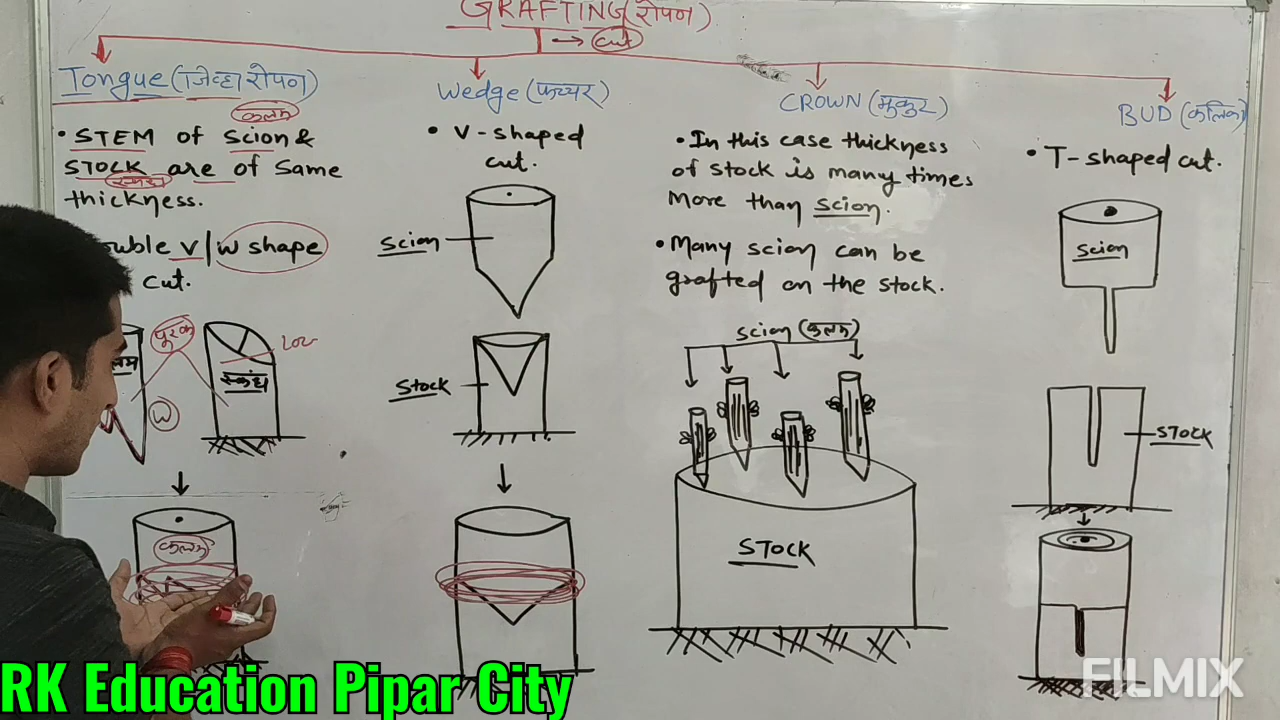 GRAFTING (रोपण)
→ cut
Tongue (जिव्हा रोपण)
कलम
• STEM of Scion &
STOCK are of Same
स्कन्ध
thickness.
uble V/W shape
cut.
पूरक
लम
W
स्कंध
कलम
Wedge (फच्चर)
• V-shaped
cut.
Scion
Stock
CROWN (मुकुट)
• In this case thickness
of stock is many times
more than scion.
• Many scion can be
grafted on the stock.
scion (कलम)
STOCK
BUD (कलिका)
• T-shaped cut.
Scion
STOCK
RK Education Pipar City
FILMIX